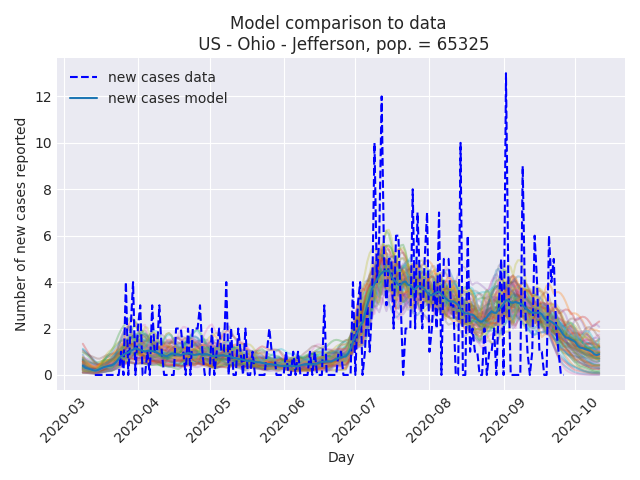 Model comparison to data
US - Ohio - Jefferson, pop. = 65325
new cases data
new cases model
Number of new cases reported
12
10
8
6
4
2
0
2020-03
2020-04
2020-05
2020-06
2020-07
2020-08
2020-09
2020-10
Day